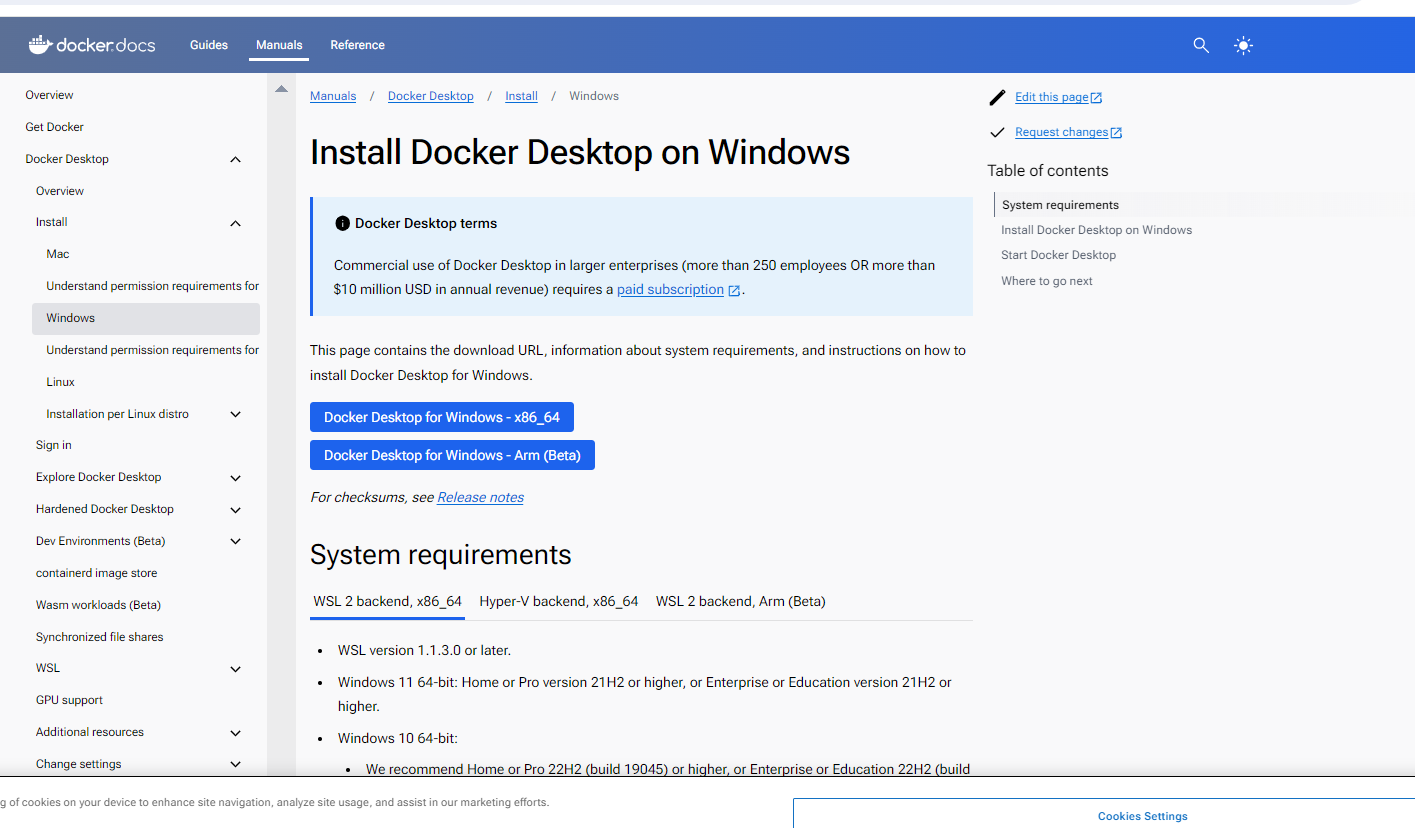 docker.docs
Guides
Manuals
Reference
Overview
Get Docker
Docker Desktop
Overview
Install
Mac
Understand permission requirements for
Windows
Understand permission requirements for
Linux
Installation per Linux distro
Sign in
Explore Docker Desktop
Hardened Docker Desktop
Dev Environments (Beta)
containerd image store
Wasm workloads (Beta)
Synchronized file shares
WSL
GPU support
Additional resources
Change settings
Manuals / Docker Desktop / Install / Windows
Install Docker Desktop on Windows
Docker Desktop terms
Commercial use of Docker Desktop in larger enterprises (more than 250 employees OR more than
$10 million USD in annual revenue) requires a paid subscription .
This page contains the download URL, information about system requirements, and instructions on how to
install Docker Desktop for Windows.
Docker Desktop for Windows - x86_64
Docker Desktop for Windows - Arm (Beta)
For checksums, see Release notes
System requirements
WSL 2 backend, x86_64
Hyper-V backend, x86_64
WSL 2 backend, Arm (Beta)
• WSL version 1.1.3.0 or later.
• Windows 11 64-bit: Home or Pro version 21H2 or higher, or Enterprise or Education version 21H2 or
higher.
• Windows 10 64-bit:
• We recommend Home or Pro 22H2 (build 19045) or higher, or Enterprise or Education 22H2 (build
Edit this page
Request changes
Table of contents
System requirements
Install Docker Desktop on Windows
Start Docker Desktop
Where to go next
g of cookies on your device to enhance site navigation, analyze site usage, and assist in our marketing efforts.
Cookies Settings